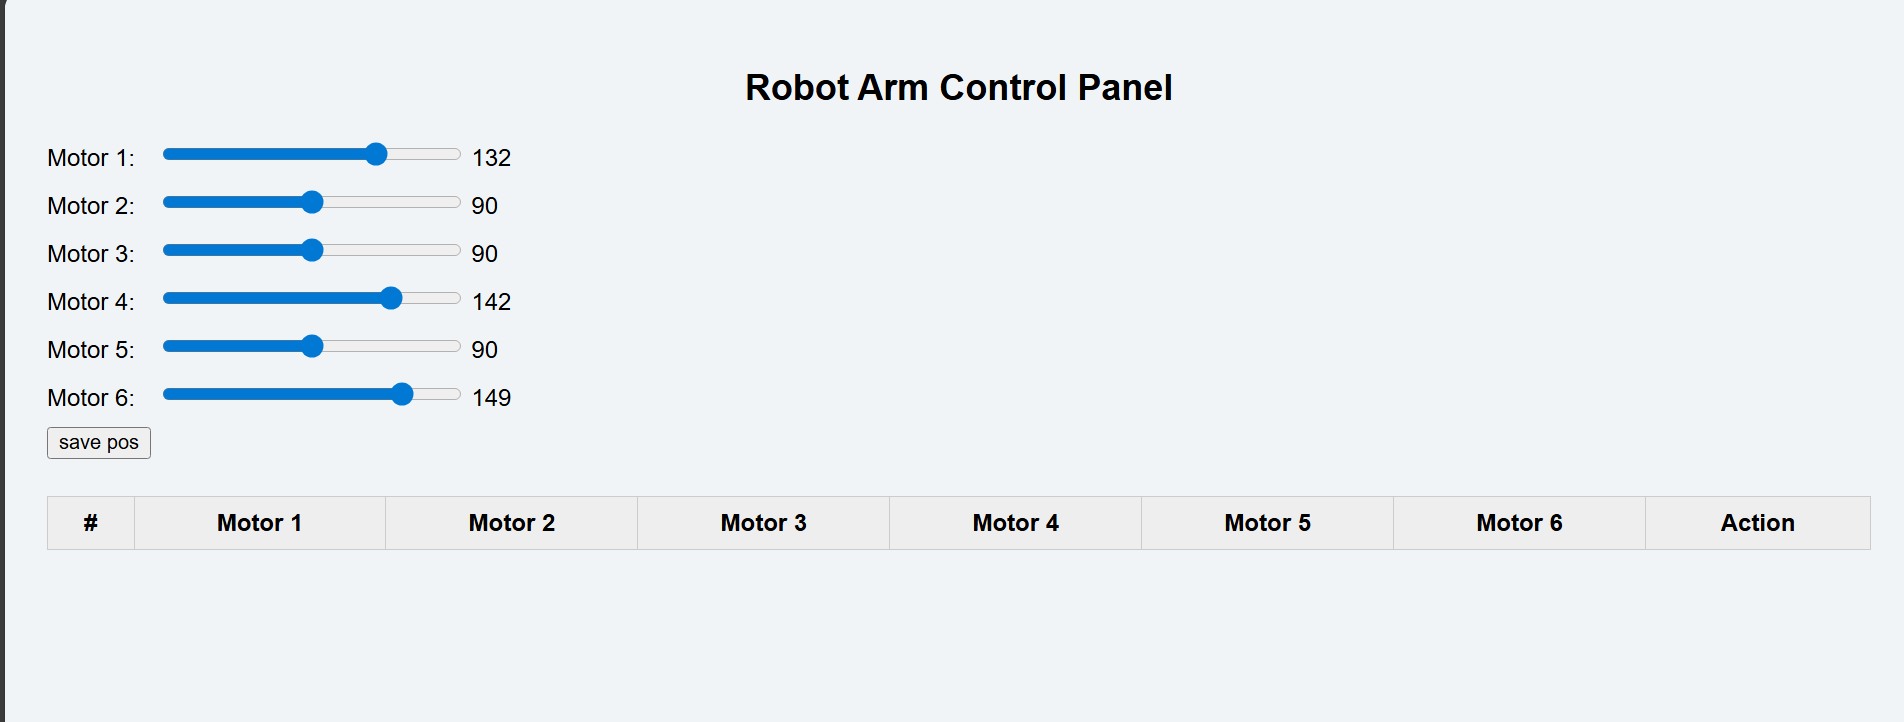 Robot Arm Control Panel
Motor 1: 132
Motor 2: 90
Motor 3: 90
Motor 4: 142
Motor 5: 90
Motor 6: 149
save pos
# Motor 1 Motor 2 Motor 3 Motor 4 Motor 5 Motor 6 Action